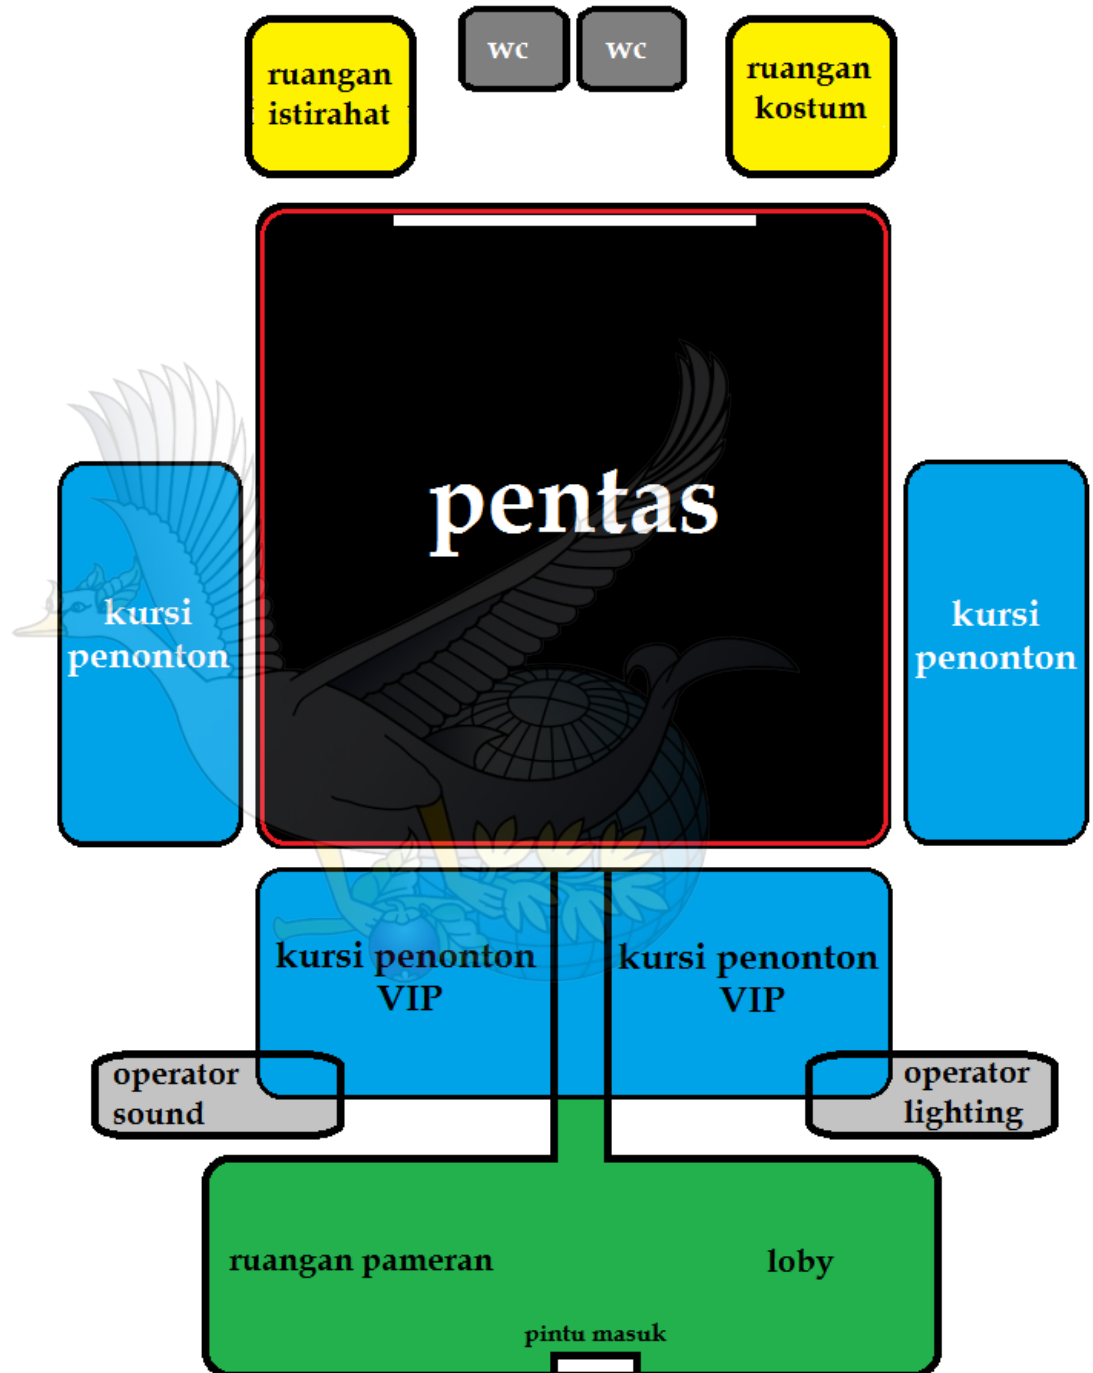 wc
wc
ruangan
istirahat
ruangan
kostum
pentas
kursi
penonton
kursi
penonton
kursi penonton
VIP
kursi penonton
VIP
operator
sound
operator
lighting
ruangan pameran
loby
pintu masuk